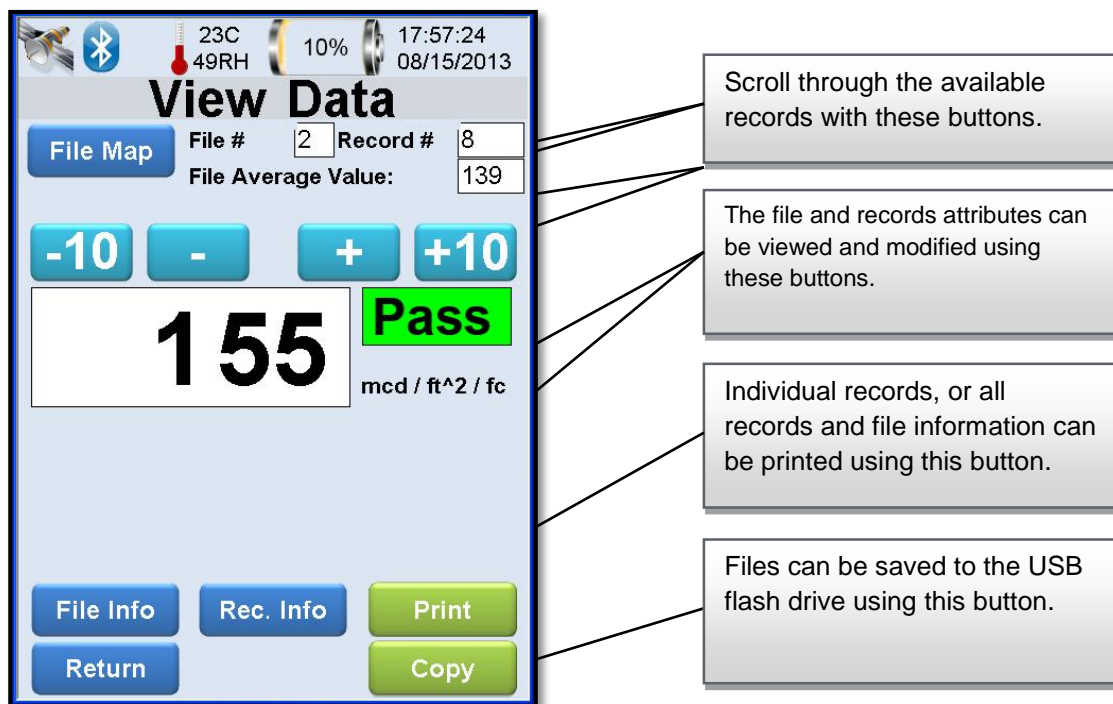 23C 10% 17:57:24
49RH 08/15/2013
View Data
File Map
File # 2 Record # 8
File Average Value: 139
-10 - + +10
155
Pass
mcd / ft^2 / fc
File Info Rec. Info Print
Return Copy
Scroll through the available
records with these buttons.
The file and records attributes can
be viewed and modified using
these buttons.
Individual records, or all
records and file information can
be printed using this button.
Files can be saved to the USB
flash drive using this button.